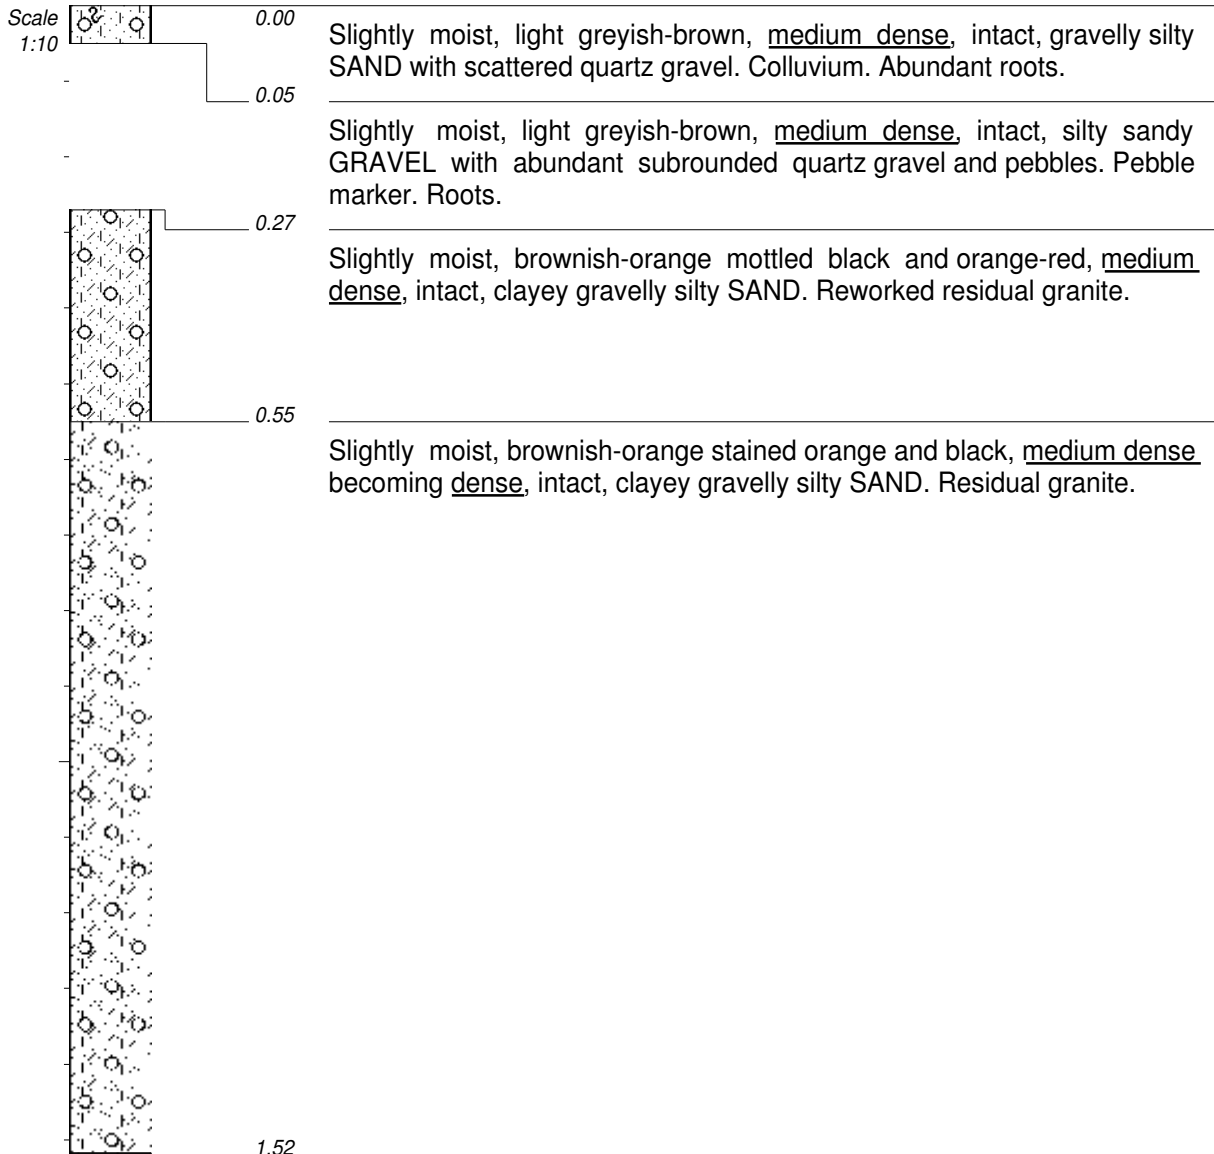 Scale
1:10
0.00
Slightly moist, light greyish-brown, medium dense, intact, gravelly silty
SAND with scattered quartz gravel. Colluvium. Abundant roots.
0.05
Slightly moist, light greyish-brown, medium dense, intact, silty sandy
GRAVEL with abundant subrounded quartz gravel and pebbles. Pebble
marker. Roots.
0.27
Slightly moist, brownish-orange mottled black and orange-red, medium
dense, intact, clayey gravelly silty SAND. Reworked residual granite.
0.55
Slightly moist, brownish-orange stained orange and black, medium dense
becoming dense, intact, clayey gravelly silty SAND. Residual granite.
1.52